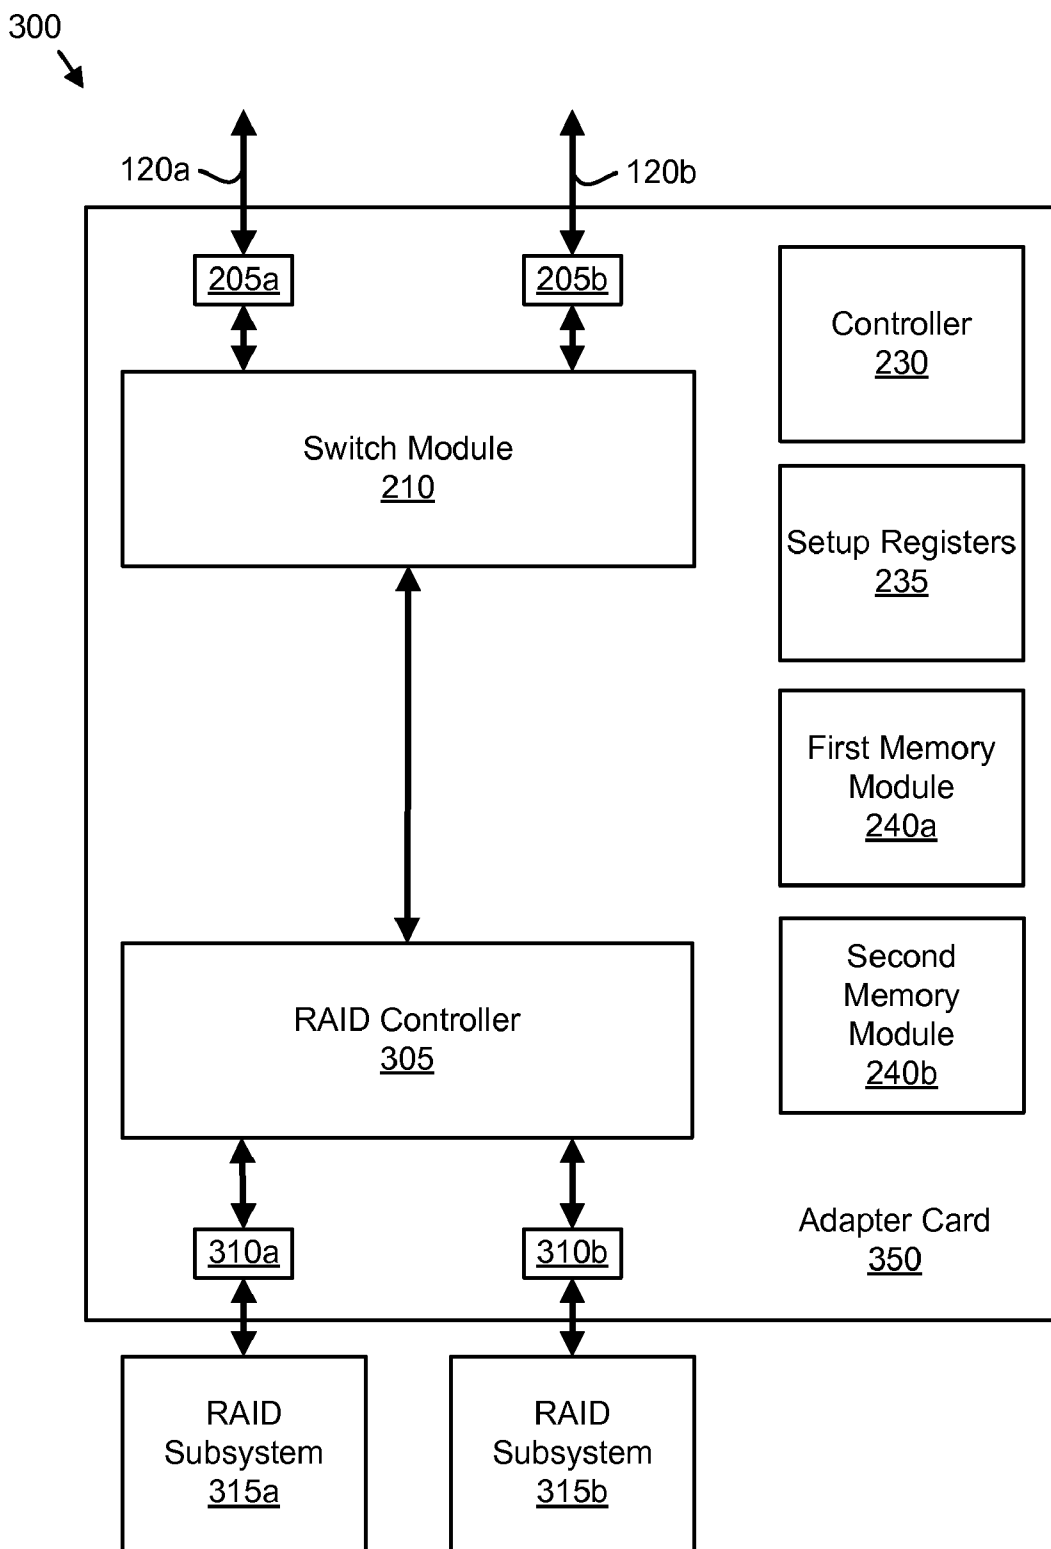 300
120a
120b
205a
205b
Controller
230
Switch Module
210
Setup Registers
235
First Memory
Module
240a
Second
Memory
Module
240b
RAID Controller
305
310a
310b
Adapter Card
350
RAID
Subsystem
315a
RAID
Subsystem
315b